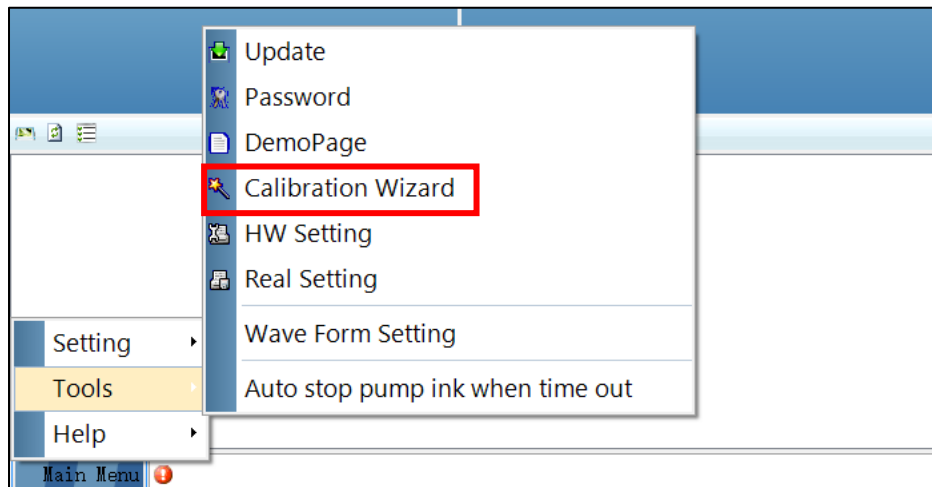 Update
Password
DemoPage
Calibration Wizard
HW Setting
Real Setting
Wave Form Setting
Auto stop pump ink when time out
Setting
Tools
Help
Main Menu